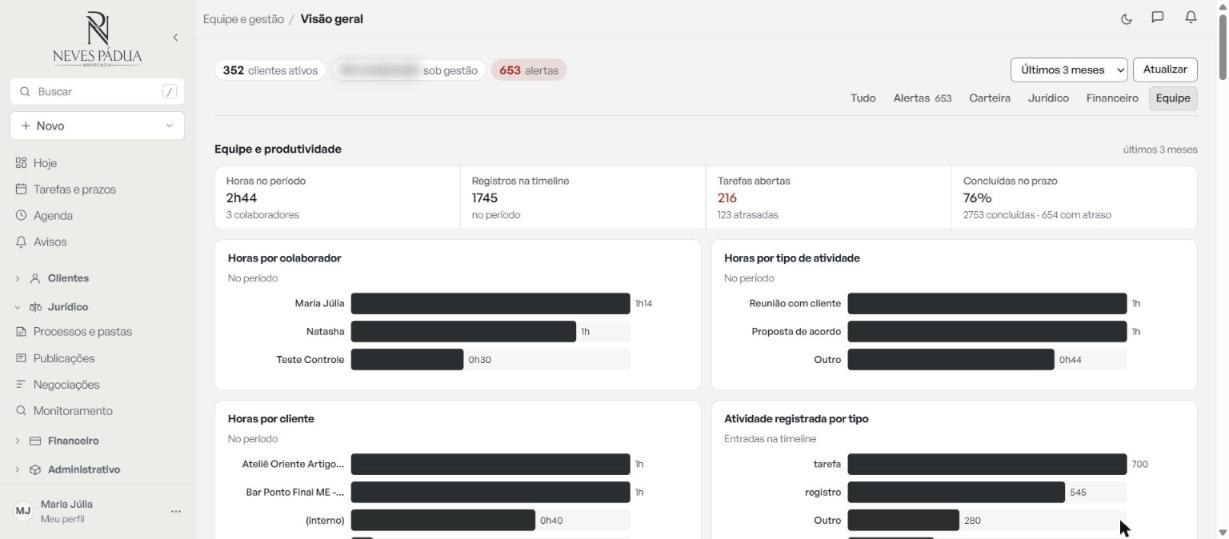 NEVES PÁDUA
ADVOCACIA
Buscar /
+ Novo
Hoje
Tarefas e prazos
Agenda
Avisos
Clientes
Jurídico
Processos e pastas
Publicações
Negociações
Monitoramento
Financeiro
Administrativo
MJ Maria Júlia
Meu perfil
Equipe e gestão / Visão geral
352 clientes ativos
sob gestão
653 alertas
Últimos 3 meses
Atualizar
Tudo Alertas 653 Carteira Jurídico Financeiro Equipe
Equipe e produtividade
últimos 3 meses
Horas no período
2h44
3 colaboradores
Registros na timeline
1745
no período
Tarefas abertas
216
123 atrasadas
Concluídas no prazo
76%
2753 concluídas · 654 com atraso
Horas por colaborador
No período
Maria Júlia 1h14
Natasha 1h
Teste Controle 0h30
Horas por tipo de atividade
No período
Reunião com cliente 1h
Proposta de acordo 1h
Outro 0h44
Horas por cliente
No período
Ateliê Oriente Artigo... 1h
Bar Ponto Final ME -... 1h
(interno) 0h40
Atividade registrada por tipo
Entradas na timeline
tarefa 700
registro 545
Outro 280